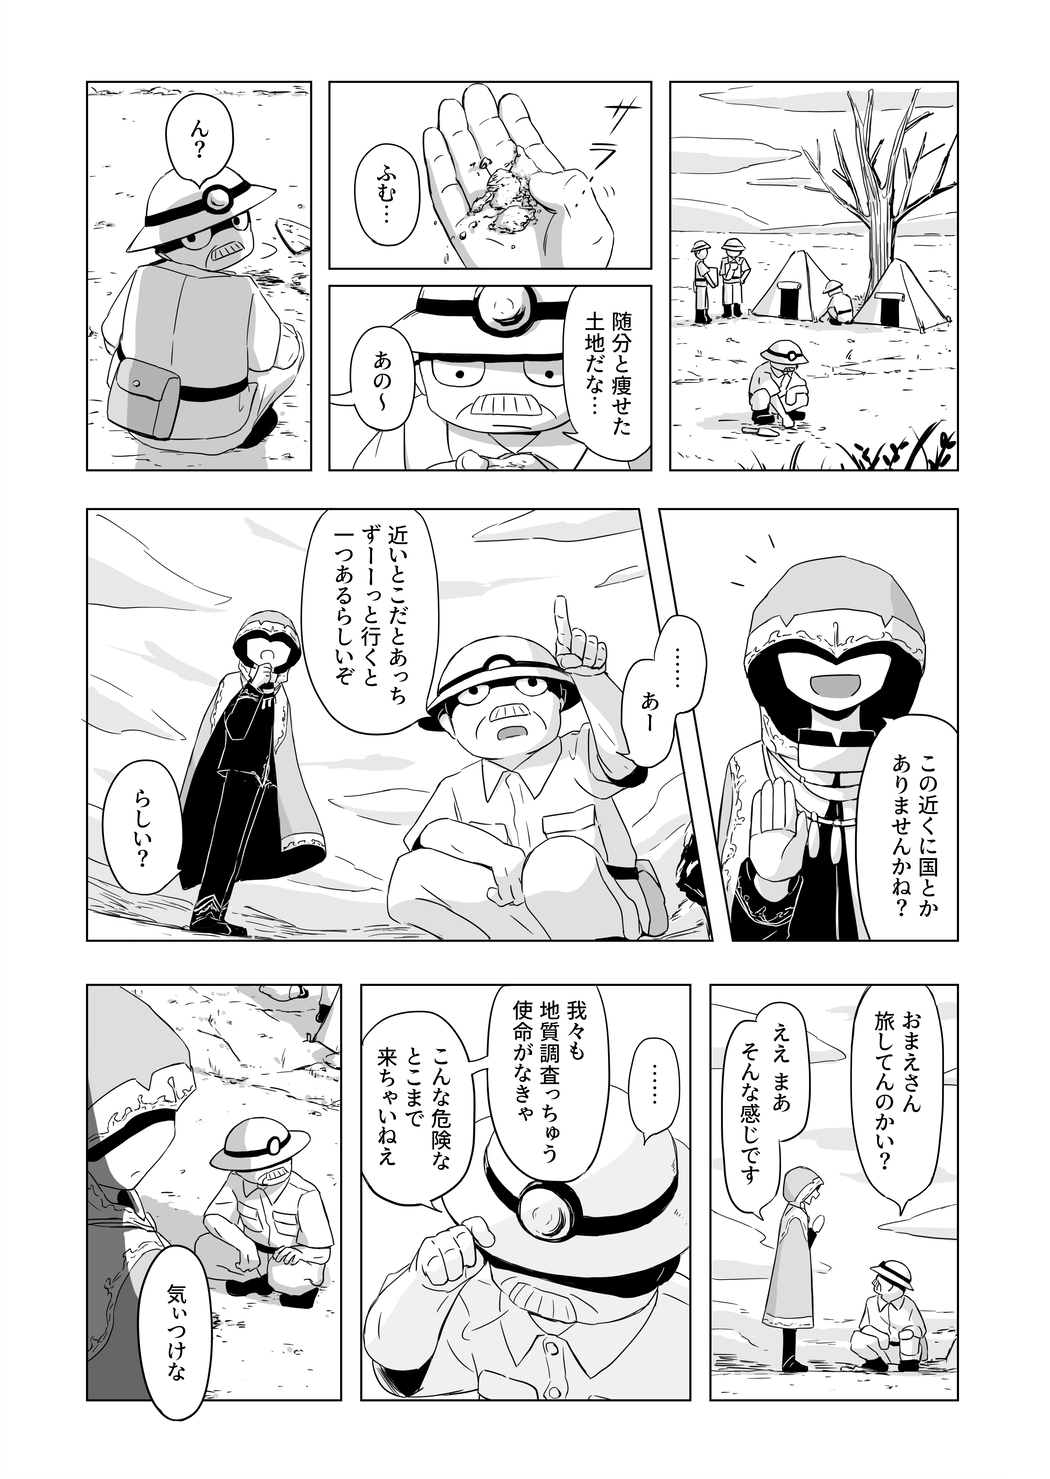 サラ
ふむ…
随分と痩せた
土地だな…
あの～
ん？
この近くに国とか
ありませんかね？
……
あー
近いとこだとあっち
ずーーっと行くと
一つあるらしいぞ
らしい？
おまえさん
旅してんのかい？
ええ まあ
そんな感じです
……
我々も
地質調査っちゅう
使命がなきゃ
こんな危険な
とこまで
来ちゃいねえ
気ぃつけな